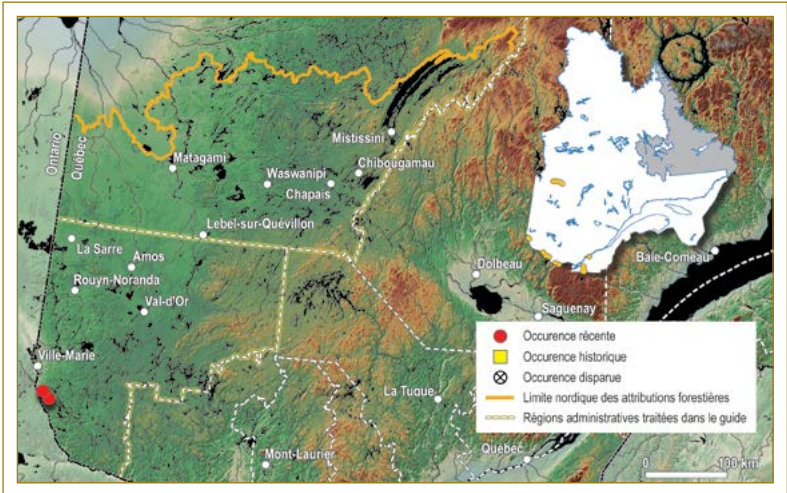 Ontario
Québec
Matagami
Mistissini
Waswanipi
Chibougamau
Chapais
Lebel-sur-Quévillon
La Sarre
Amos
Rouyn-Noranda
Val-d'Or
Dolbeau
Baie-Comeau
Saguenay
Ville-Marie
La Tuque
Mont-Laurier
Québec
Occurence récente
Occurence historique
Occurence disparue
Limite nordique des attributions forestières
Régions administratives traitées dans le guide
0 100 km